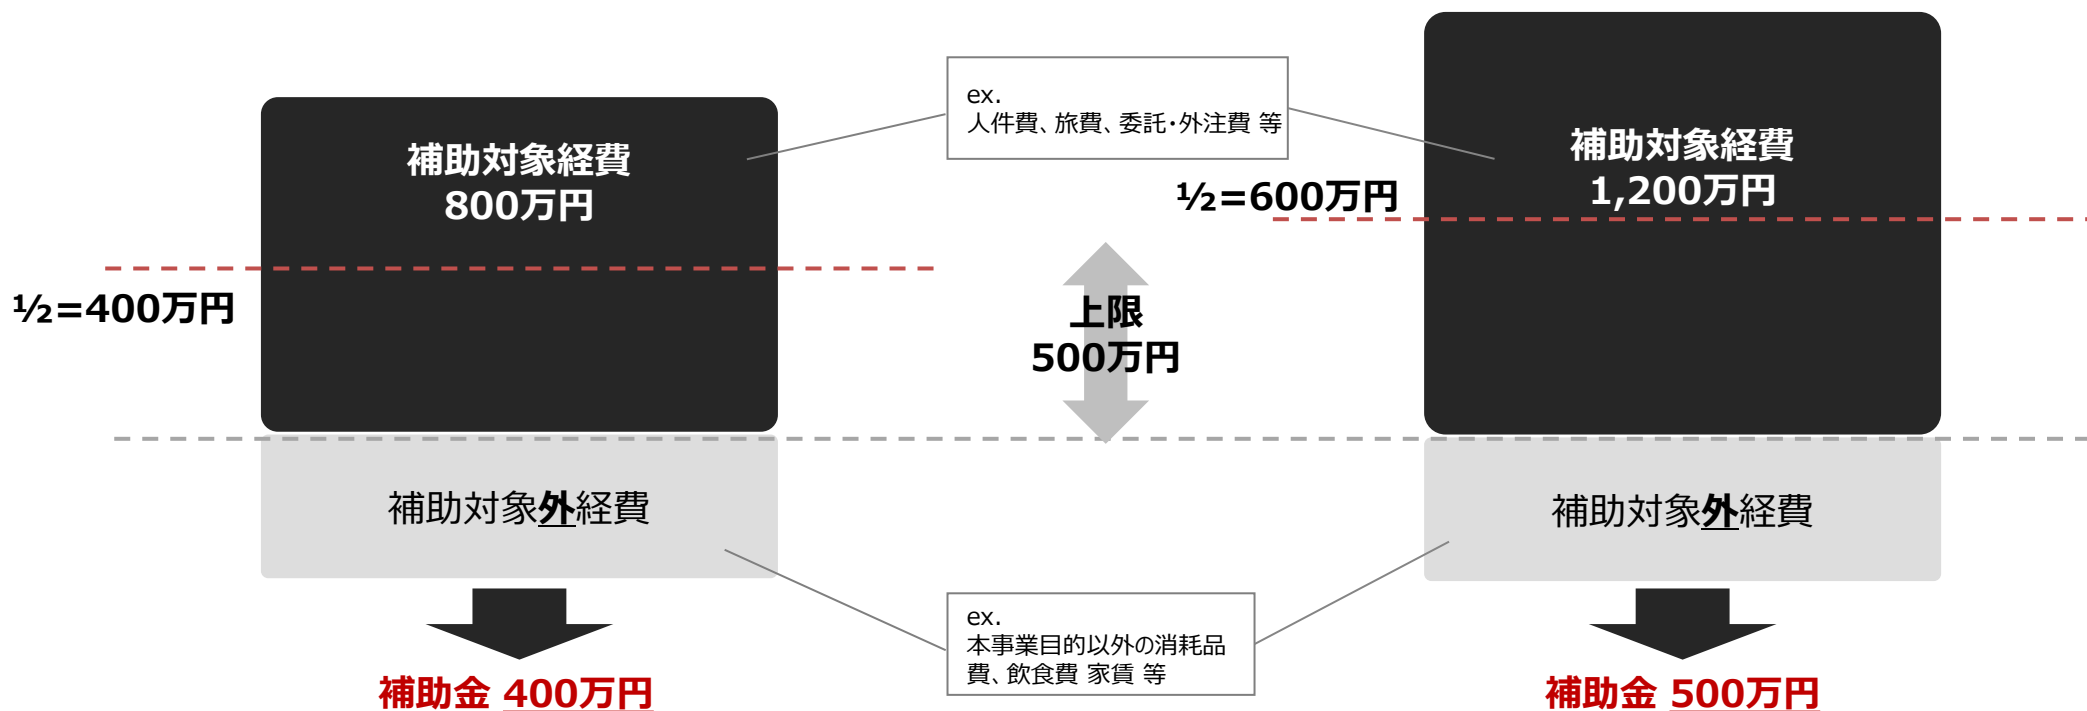 補助対象経費
800万円
½=400万円
補助対象外経費
補助金 400万円
ex.
人件費、旅費、委託・外注費 等
上限
500万円
ex.
本事業目的以外の消耗品
費、飲食費 家賃 等
½=600万円
補助対象経費
1,200万円
補助対象外経費
補助金 500万円